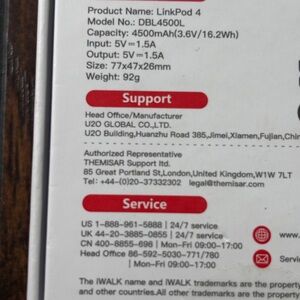 Product Name: LinkPod 4
Model No.: DBL4500L
Capacity: 4500mAh(3.6V/16.2Wh)
Input: 5V⎓1.5A
Output: 5V⎓1.5A
Size: 77x47x26mm
Weight: 92g
Support
Head Office/Manufacturer
U2O GLOBAL CO.,LTD.
U2O Building,Huanzhu Road 385,Jimei,Xiamen,Fujian,Chin
Authorized Representative
THEMISAR Support ltd.
85 Great Portland St,London,United Kingdom,W1W 7LT
Tel：+44-(0)20-37332302 legal@themisar.com
Service
US 1-888-961-5888 | 24/7 service
UK 44-20-3885-0855 | 24/7 service
CN 400-8855-698 | Mon-Fri 09:00-17:00
Head Office 86-592-5030-771/780
| Mon-Fri 09:00-17:00
www.
Servi
The iWALK name and iWALK trademarks are the property
and other countries.All other trademarks are the property